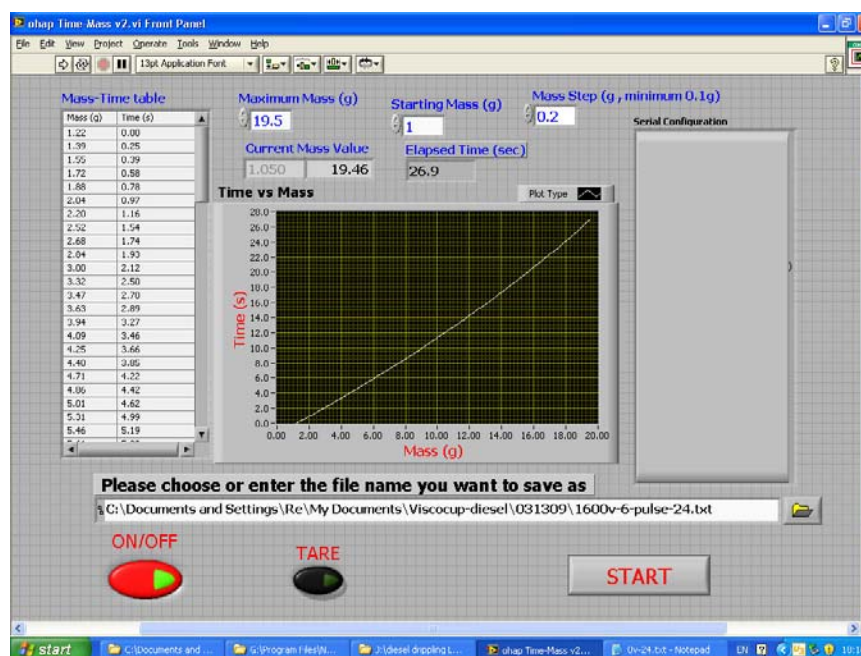 ohap Time-Mass v2.vi Front Panel
File Edit View Project Operate Tools Window Help
13pt Application Font
Mass-Time table
Maximum Mass (g)
Starting Mass (g)
Mass Step (g , minimum 0.1g)
19.5
1
0.2
Serial Configuration
Current Mass Value
Elapsed Time (sec)
1.050
19.46
26.9
Mass (g) Time (s)
1.22 0.00
1.39 0.25
1.55 0.39
1.72 0.58
1.88 0.78
2.04 0.97
2.20 1.16
2.52 1.54
2.68 1.74
2.84 1.93
3.00 2.12
3.32 2.50
3.47 2.70
3.63 2.89
3.94 3.27
4.09 3.46
4.25 3.66
4.40 3.85
4.71 4.22
4.86 4.42
5.01 4.62
5.31 4.99
5.46 5.19
Time vs Mass
Plot Type
28.0
26.0
24.0
22.0
20.0
18.0
16.0
14.0
12.0
10.0
8.0
6.0
4.0
2.0
0.0
Time (s)
0.00 2.00 4.00 6.00 8.00 10.00 12.00 14.00 16.00 18.00 20.00
Mass (g)
Please choose or enter the file name you want to save as
C:\Documents and Settings\Re\My Documents\Viscocup-diesel\031309\1600v-6-pulse-24.txt
ON/OFF
TARE
START
start
C:\Documents and ...
G:\Program Files\N...
J:\diesel dripping L...
ohap Time-Mass v2...
0v-24.txt - Notepad
EN